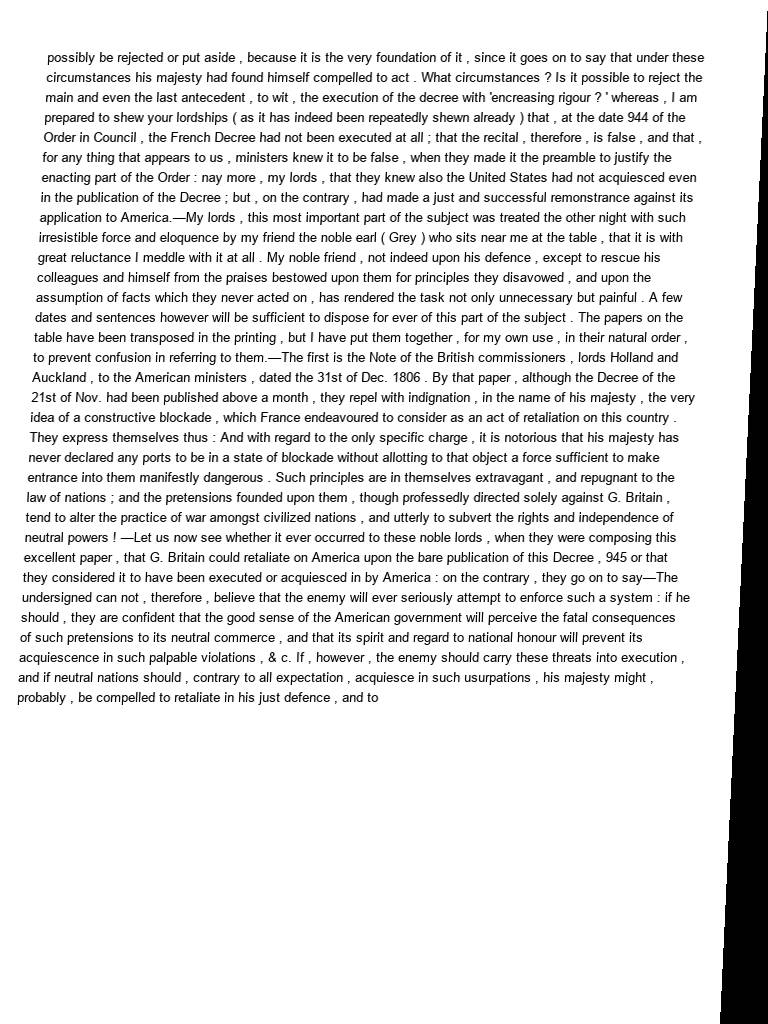 possibly be rejected or put aside , because it is the very foundation of it , since it goes on to say that under these
circumstances his majesty had found himself compelled to act . What circumstances ? Is it possible to reject the
main and even the last antecedent , to wit , the execution of the decree with 'encreasing rigour ? ' whereas , I am
prepared to shew your lordships ( as it has indeed been repeatedly shewn already ) that , at the date 944 of the
Order in Council , the French Decree had not been executed at all ; that the recital , therefore , is false , and that ,
for any thing that appears to us , ministers knew it to be false , when they made it the preamble to justify the
enacting part of the Order : nay more , my lords , that they knew also the United States had not acquiesced even
in the publication of the Decree ; but , on the contrary , had made a just and successful remonstrance against its
application to America.—My lords , this most important part of the subject was treated the other night with such
irresistible force and eloquence by my friend the noble earl ( Grey ) who sits near me at the table , that it is with
great reluctance I meddle with it at all . My noble friend , not indeed upon his defence , except to rescue his
colleagues and himself from the praises bestowed upon them for principles they disavowed , and upon the
assumption of facts which they never acted on , has rendered the task not only unnecessary but painful . A few
dates and sentences however will be sufficient to dispose for ever of this part of the subject . The papers on the
table have been transposed in the printing , but I have put them together , for my own use , in their natural order ,
to prevent confusion in referring to them.—The first is the Note of the British commissioners , lords Holland and
Auckland , to the American ministers , dated the 31st of Dec. 1806 . By that paper , although the Decree of the
21st of Nov. had been published above a month , they repel with indignation , in the name of his majesty , the very
idea of a constructive blockade , which France endeavoured to consider as an act of retaliation on this country .
They express themselves thus : And with regard to the only specific charge , it is notorious that his majesty has
never declared any ports to be in a state of blockade without allotting to that object a force sufficient to make
entrance into them manifestly dangerous . Such principles are in themselves extravagant , and repugnant to the
law of nations ; and the pretensions founded upon them , though professedly directed solely against G. Britain ,
tend to alter the practice of war amongst civilized nations , and utterly to subvert the rights and independence of
neutral powers ! —Let us now see whether it ever occurred to these noble lords , when they were composing this
excellent paper , that G. Britain could retaliate on America upon the bare publication of this Decree , 945 or that
they considered it to have been executed or acquiesced in by America : on the contrary , they go on to say—The
undersigned can not , therefore , believe that the enemy will ever seriously attempt to enforce such a system : if he
should , they are confident that the good sense of the American government will perceive the fatal consequences
of such pretensions to its neutral commerce , and that its spirit and regard to national honour will prevent its
acquiescence in such palpable violations , & c. If , however , the enemy should carry these threats into execution ,
and if neutral nations should , contrary to all expectation , acquiesce in such usurpations , his majesty might ,
probably , be compelled to retaliate in his just defence , and to